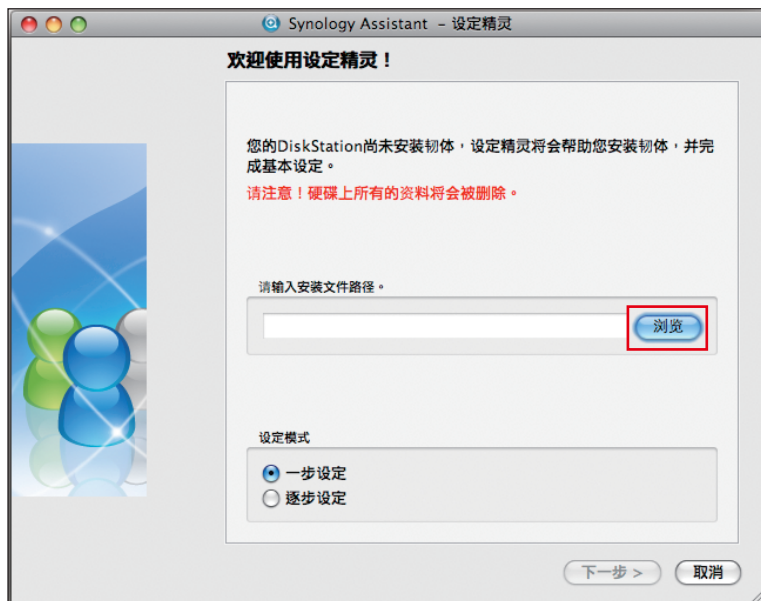 Synology Assistant - 设定精灵
欢迎使用设定精灵！
您的DiskStation尚未安装韧体，设定精灵将会帮助您安装韧体，并完
成基本设定。
请注意！硬碟上所有的资料将会被删除。
请输入安装文件路径。
浏览
设定模式
一步设定
逐步设定
下一步 >
取消